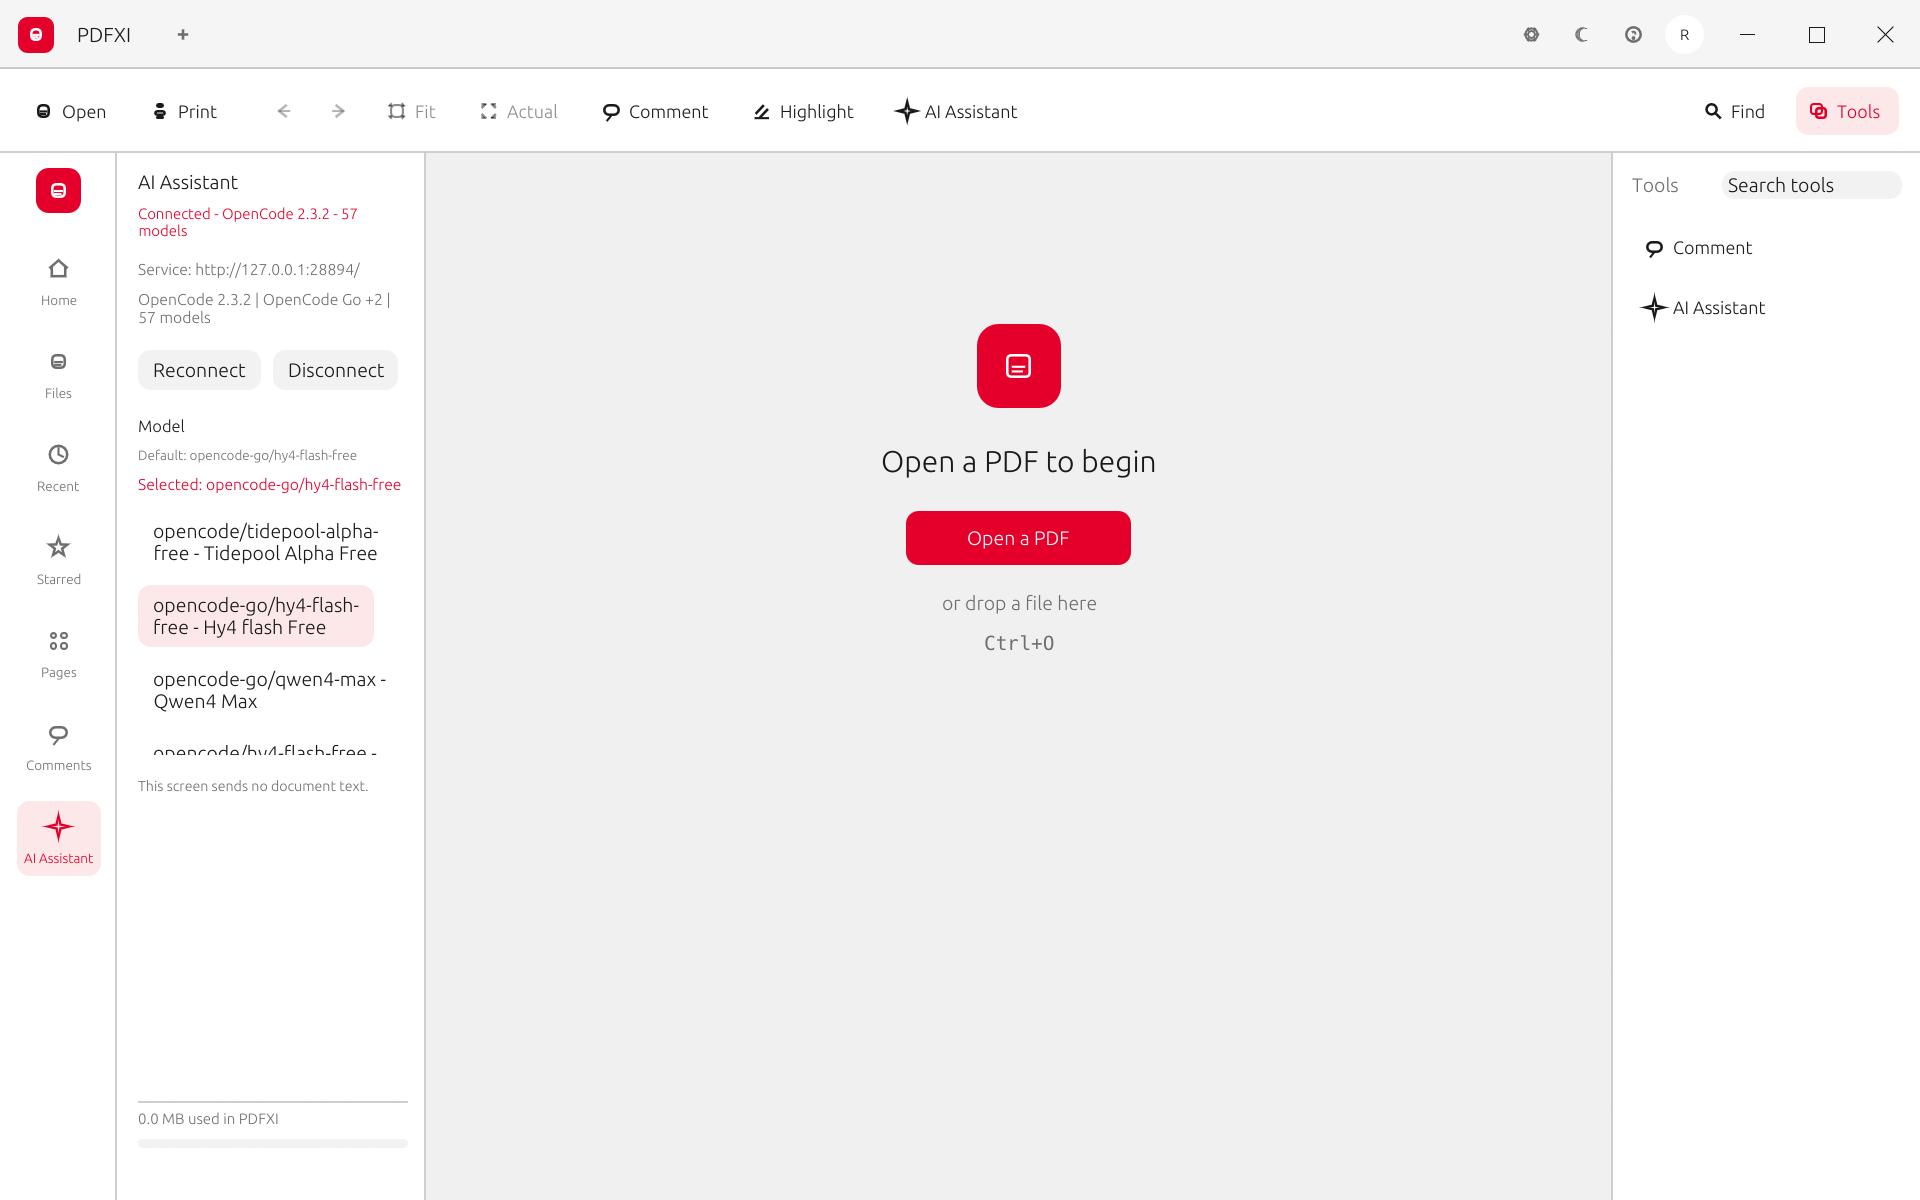 PDFXI
+
R
Open
Print
Fit
Actual
Comment
Highlight
AI Assistant
Find
Tools
Home
Files
Recent
Starred
Pages
Comments
AI Assistant
AI Assistant
Connected - OpenCode 2.3.2 - 57
models
Service: http://127.0.0.1:28894/
OpenCode 2.3.2 | OpenCode Go +2 |
57 models
Reconnect
Disconnect
Model
Default: opencode-go/hy4-flash-free
Selected: opencode-go/hy4-flash-free
opencode/tidepool-alpha-
free - Tidepool Alpha Free
opencode-go/hy4-flash-
free - Hy4 flash Free
opencode-go/qwen4-max -
Qwen4 Max
opencode/hy4-flash-free -
This screen sends no document text.
0.0 MB used in PDFXI
Open a PDF to begin
Open a PDF
or drop a file here
Ctrl+O
Tools
Search tools
Comment
AI Assistant